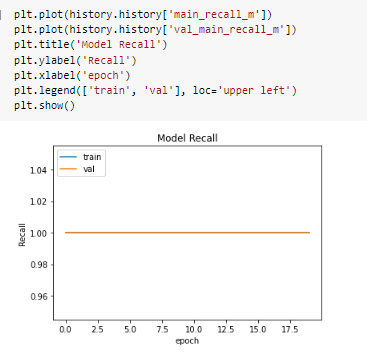 plt.plot(history.history['main_recall_m'])
plt.plot(history.history['val_main_recall_m'])
plt.title('Model Recall')
plt.ylabel('Recall')
plt.xlabel('epoch')
plt.legend(['train', 'val'], loc='upper left')
plt.show()
Model Recall
train
val
1.04
1.02
1.00
0.98
0.96
Recall
0.0 2.5 5.0 7.5 10.0 12.5 15.0 17.5
epoch